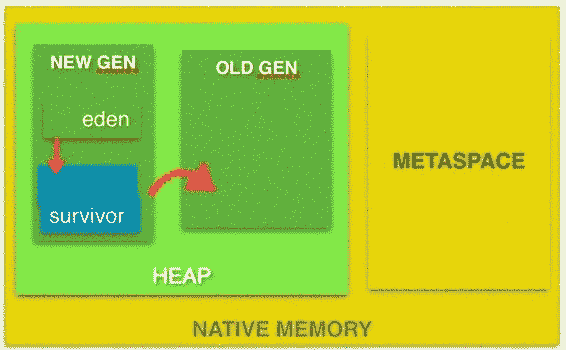 NEW GEN
OLD GEN
eden
survivor
METASPACE
HEAP
NATIVE MEMORY